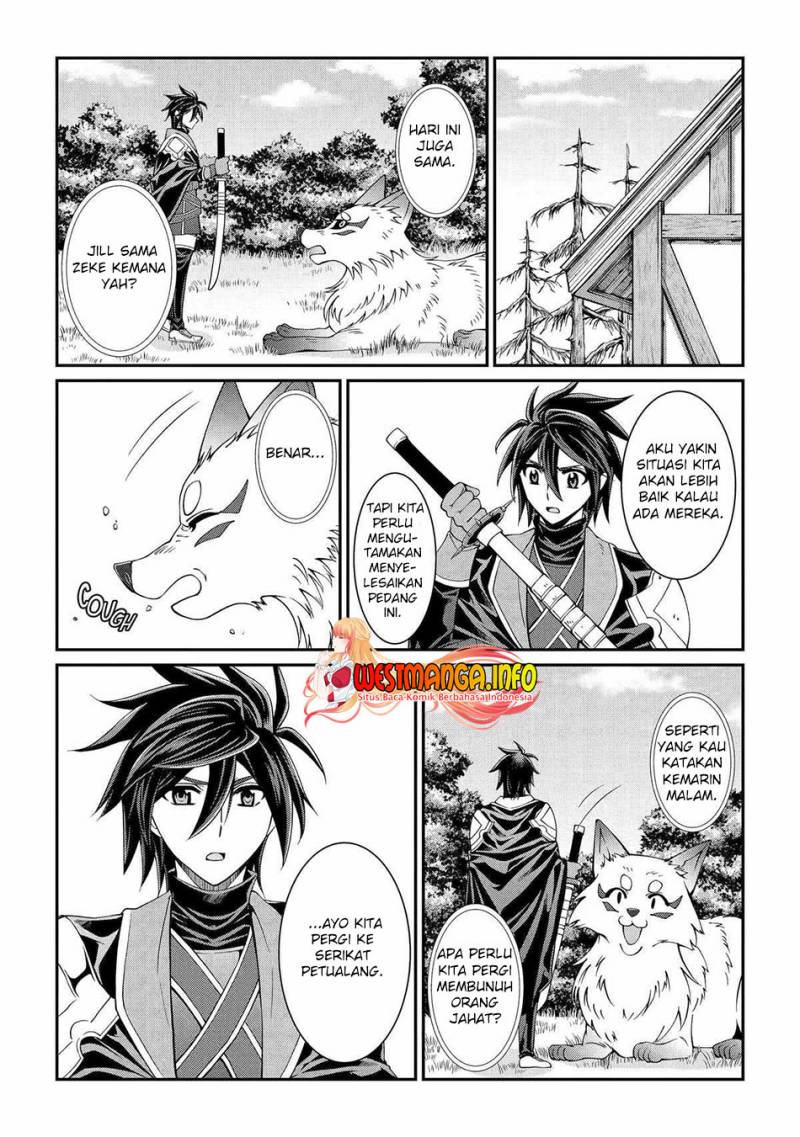 HARI INI
JUGA
SAMA.
JILL SAMA
ZEKE KEMANA
YAH?
AKU YAKIN
SITUASI KITA
AKAN LEBIH
BAIK KALAU
ADA MEREKA.
TAPI KITA
PERLU
MENGU-
TAMAKAN
MENYE-
LESAIKAN
PEDANG
INI.
BENAR...
COUGH
WESTMANGA.INFO
Situs Baca Komik Berbahasa Indonesia
SEPERTI
YANG KAU
KATAKAN
KEMARIN
MALAM.
APA PERLU
KITA PERGI
MEMBUNUH
ORANG
JAHAT?
...AYO KITA
PERGI KE
SERIKAT
PETUALANG.